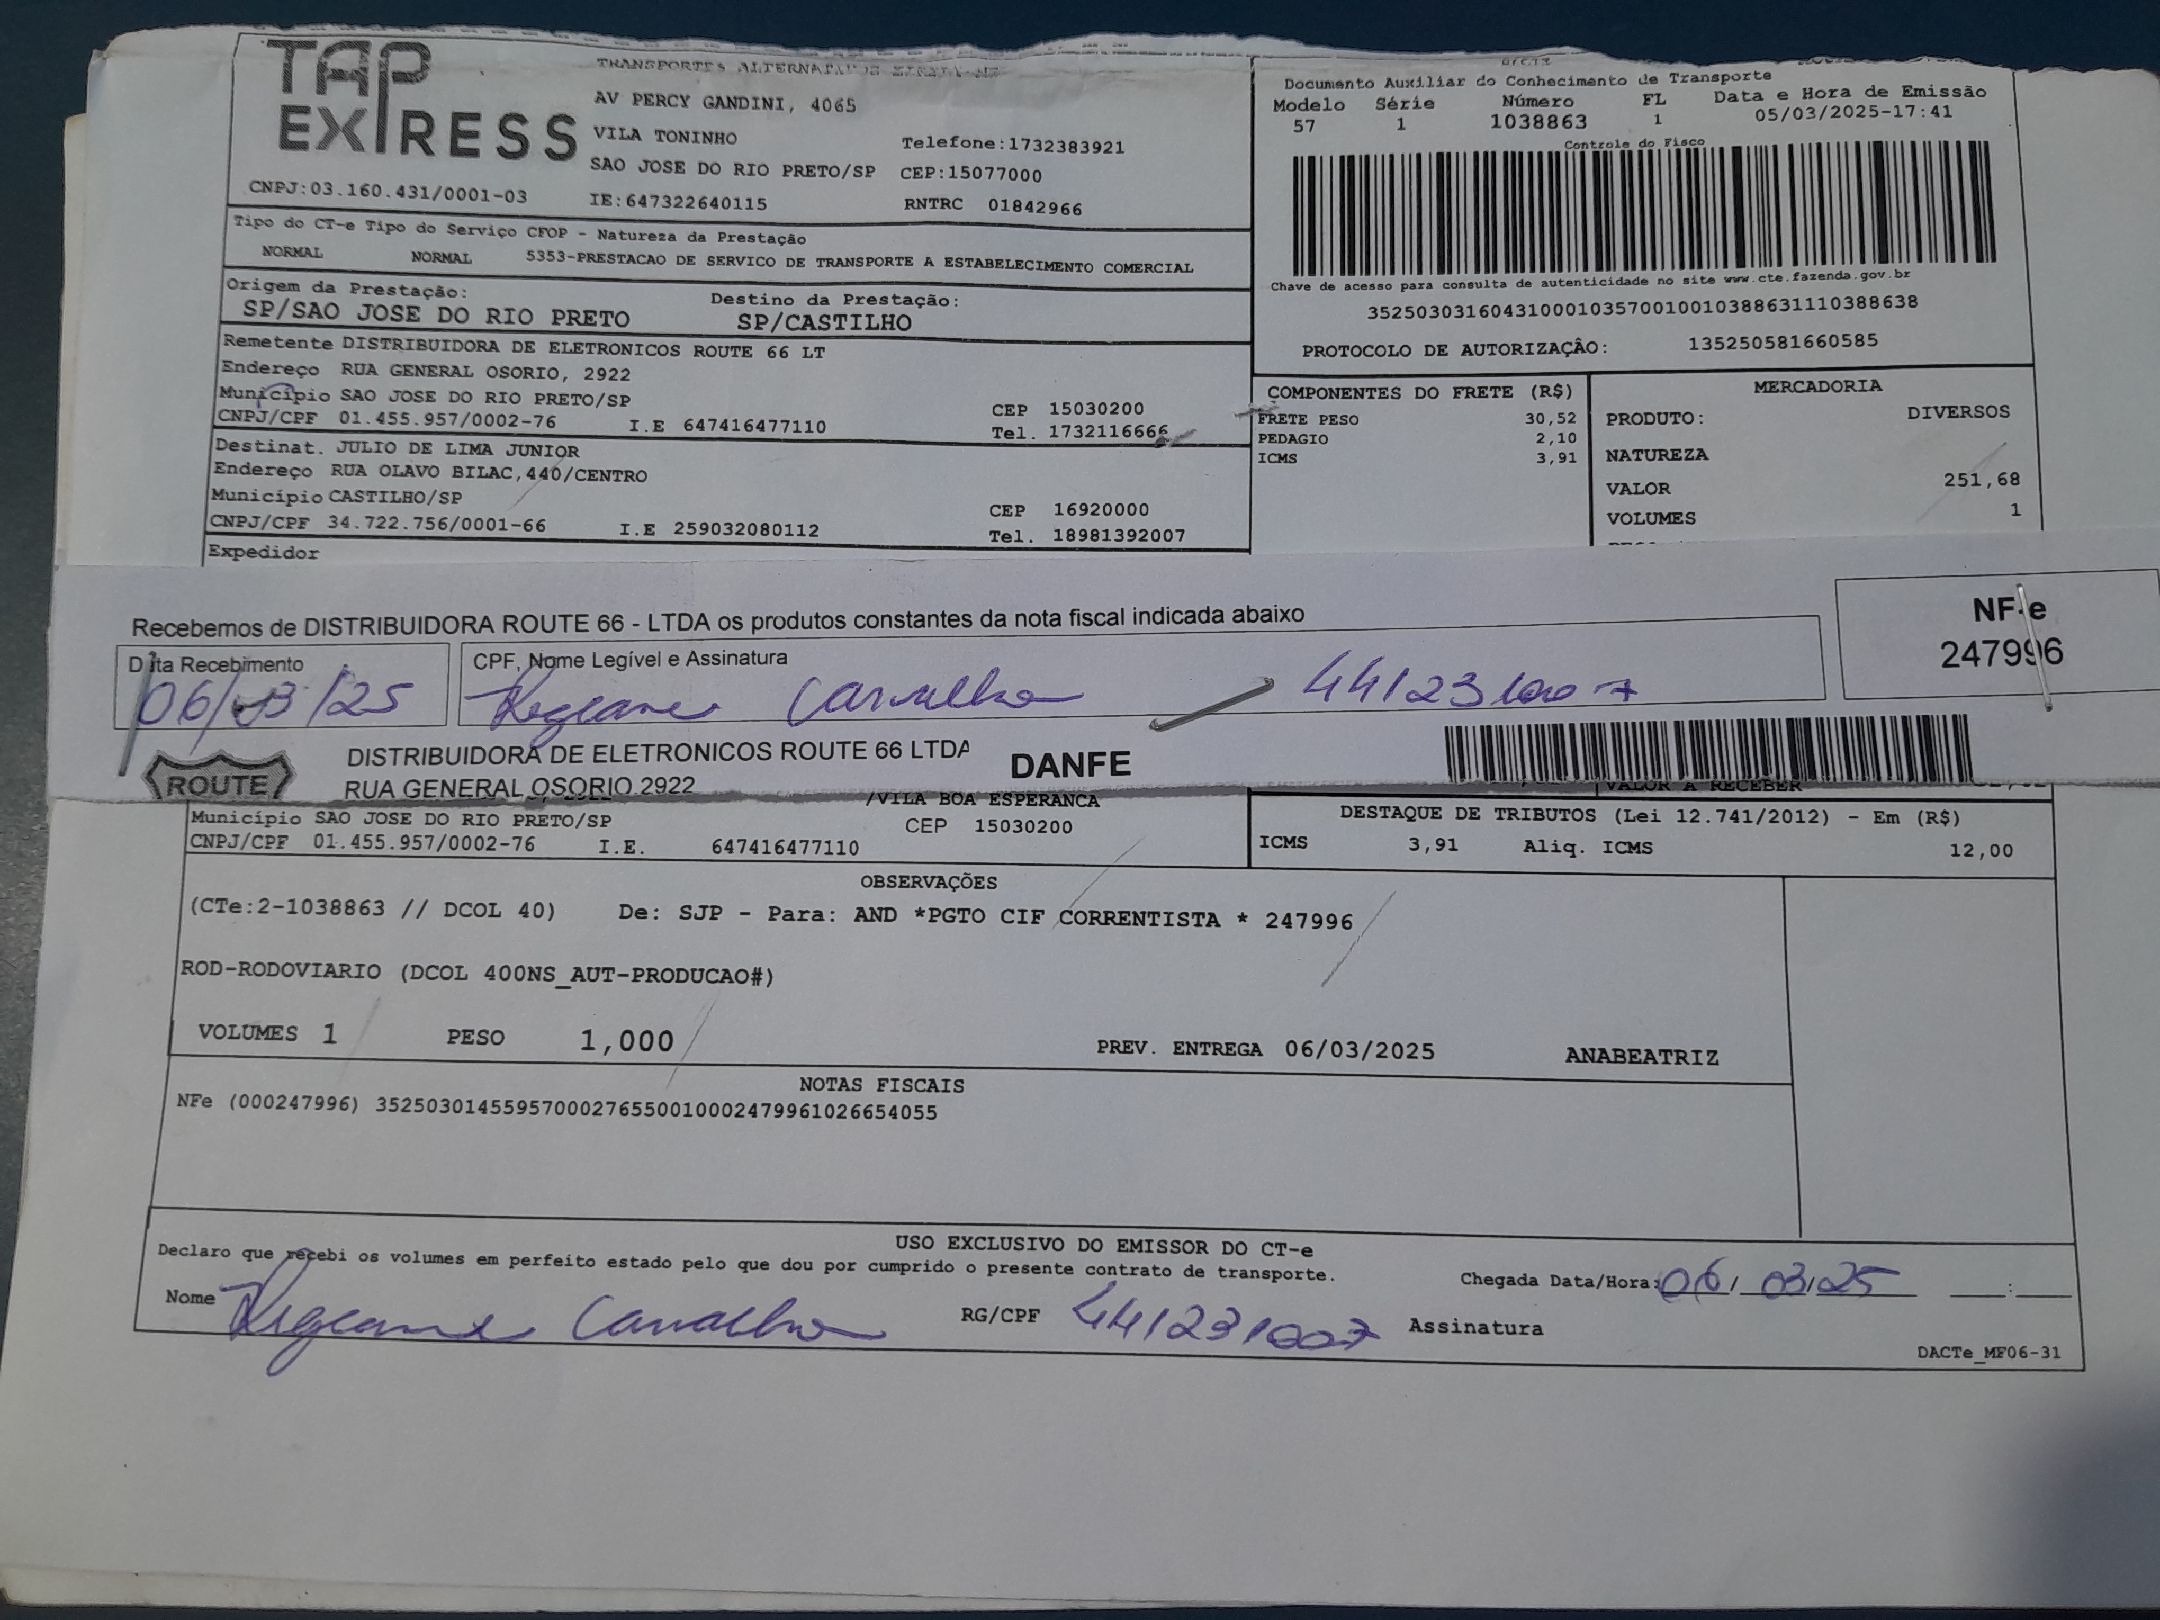 TAP EXPRESS
TRANSPORTES
AV PERCY GANDINI, 4065
VILA TONINHO
Telefone:1732383921
SAO JOSE DO RIO PRETO/SP CEP:15077000
CNPJ:03.160.431/0001-03 IE:647322640115 RNTRC 01842966
Documento Auxiliar do Conhecimento de Transporte
Modelo Série Número FL Data e Hora de Emissão
57 1 1038863 1 05/03/2025-17:41
Controle do Fisco
Chave de acesso para consulta de autenticidade no site www.cte.fazenda.gov.br
35250303160431000103570010010388631110388638
PROTOCOLO DE AUTORIZAÇÂO: 135250581660585
Tipo do CT-e Tipo do Serviço CFOP - Natureza da Prestação
NORMAL NORMAL 5353-PRESTACAO DE SERVICO DE TRANSPORTE A ESTABELECIMENTO COMERCIAL
Origem da Prestação: Destino da Prestação:
SP/SAO JOSE DO RIO PRETO SP/CASTILHO
Remetente DISTRIBUIDORA DE ELETRONICOS ROUTE 66 LT
Endereço RUA GENERAL OSORIO, 2922
Município SAO JOSE DO RIO PRETO/SP CEP 15030200
CNPJ/CPF 01.455.957/0002-76 I.E 647416477110 Tel. 1732116666
Destinat. JULIO DE LIMA JUNIOR
Endereço RUA OLAVO BILAC,440/CENTRO
Município CASTILHO/SP CEP 16920000
CNPJ/CPF 34.722.756/0001-66 I.E 259032080112 Tel. 18981392007
Expedidor
COMPONENTES DO FRETE (R$)
FRETE PESO 30,52
PEDAGIO 2,10
ICMS 3,91
MERCADORIA
PRODUTO: DIVERSOS
NATUREZA
VALOR 251,68
VOLUMES 1
Recebemos de DISTRIBUIDORA ROUTE 66 - LTDA os produtos constantes da nota fiscal indicada abaixo
NF-e
247996
Data Recebimento CPF, Nome Legível e Assinatura
06/03/25 Regeane Carvalho 441231007
DISTRIBUIDORA DE ELETRONICOS ROUTE 66 LTDA DANFE
ROUTE RUA GENERAL OSORIO 2922
/VILA BOA ESPERANCA
VALOR A RECEBER
Município SAO JOSE DO RIO PRETO/SP CEP 15030200
CNPJ/CPF 01.455.957/0002-76 I.E. 647416477110
DESTAQUE DE TRIBUTOS (Lei 12.741/2012) - Em (R$)
ICMS 3,91 Aliq. ICMS 12,00
OBSERVAÇÕES
(CTe:2-1038863 // DCOL 40) De: SJP - Para: AND *PGTO CIF CORRENTISTA * 247996
ROD-RODOVIARIO (DCOL 400NS_AUT-PRODUCAO#)
VOLUMES 1 PESO 1,000 PREV. ENTREGA 06/03/2025 ANABEATRIZ
NOTAS FISCAIS
NFe (000247996) 35250301455957000276550010002479961026654055
USO EXCLUSIVO DO EMISSOR DO CT-e
Declaro que recebi os volumes em perfeito estado pelo que dou por cumprido o presente contrato de transporte.
Chegada Data/Hora: 06/03/25 :
Nome Regeane Carvalho RG/CPF 441231007 Assinatura
DACTe_MF06-31